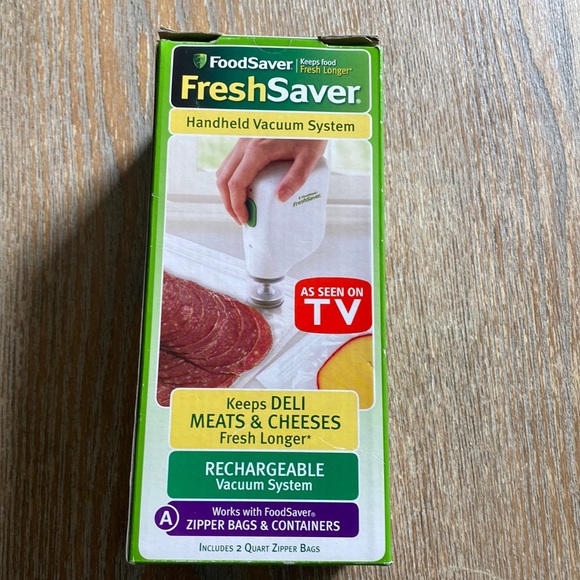 FoodSaver® Keeps food
Fresh Longer*
FreshSaver®
Handheld Vacuum System
FreshSaver
AS SEEN ON
TV
Keeps DELI
MEATS & CHEESES
Fresh Longer*
RECHARGEABLE
Vacuum System
A
Works with FoodSaver®
ZIPPER BAGS & CONTAINERS
INCLUDES 2 QUART ZIPPER BAGS